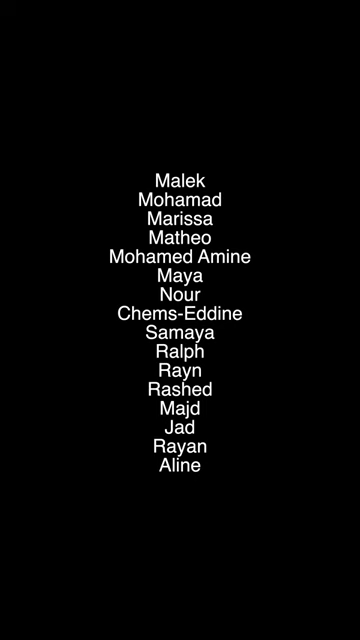 Malek
Mohamad
Marissa
Matheo
Mohamed Amine
Maya
Nour
Chems-Eddine
Samaya
Ralph
Rayn
Rashed
Majd
Jad
Rayan
Aline